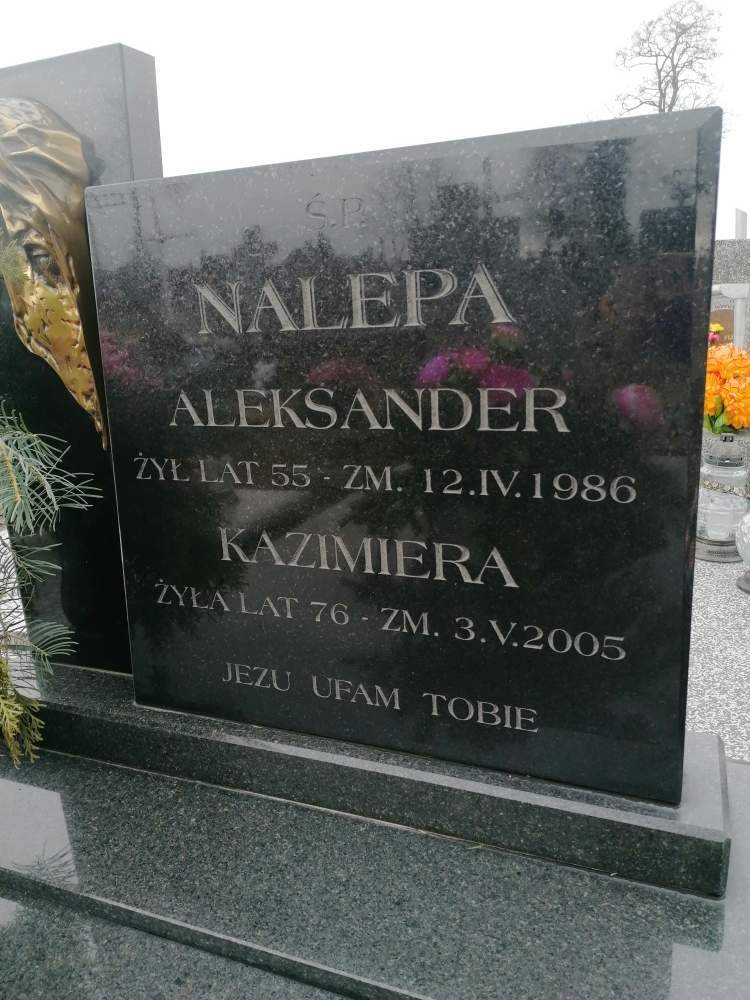 Ś.P.
NALEPA
ALEKSANDER
ŻYŁ LAT 55 - ZM. 12.IV.1986
KAZIMIERA
ŻYŁA LAT 76 - ZM. 3.V.2005
JEZU UFAM TOBIE